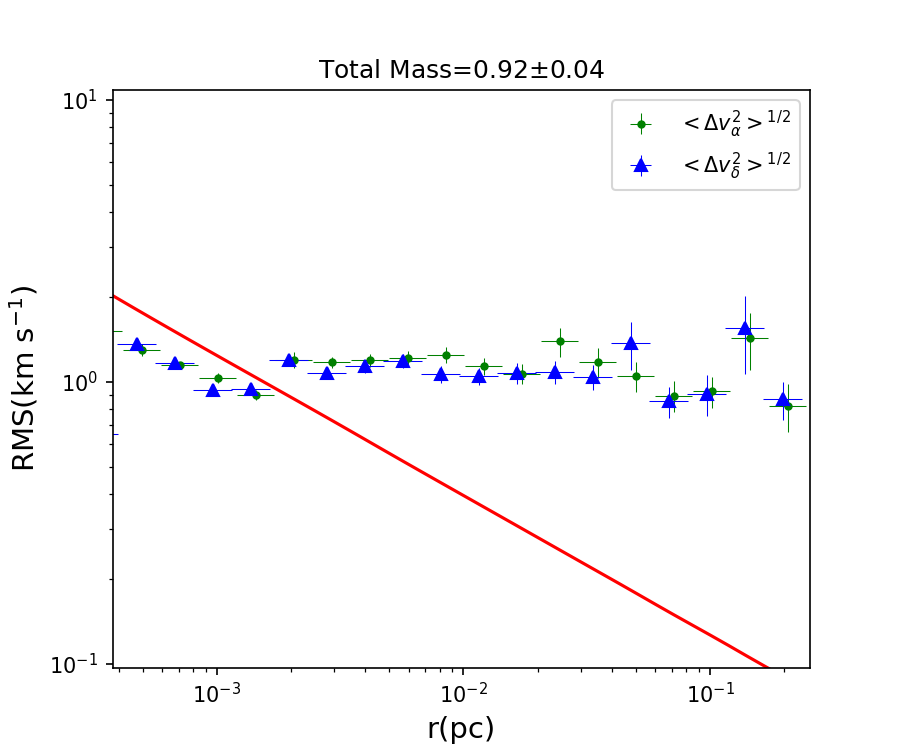 Total Mass=0.92±0.04
10¹
< Δv²_α >^{1/2}
< Δv²_δ >^{1/2}
RMS(km s⁻¹)
10⁰
10⁻¹
10⁻³ 10⁻² 10⁻¹
r(pc)